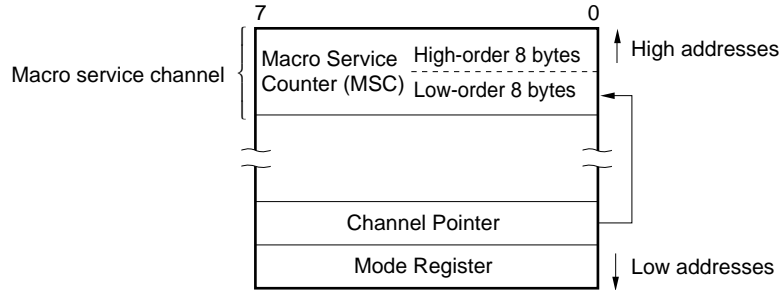 7 0
High addresses
Macro service channel
Macro Service
Counter (MSC)
High-order 8 bytes
Low-order 8 bytes
Channel Pointer
Mode Register
Low addresses